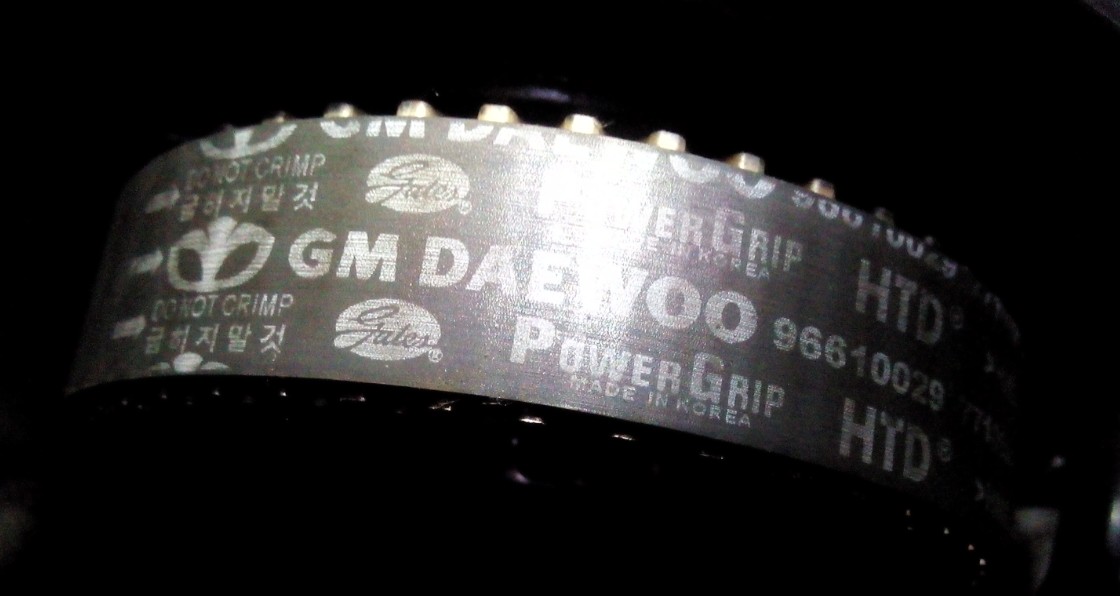 GM DAEWOO 96610029
DO NOT CRIMP
굽히지 말 것
Gates®
POWERGRIP
MADE IN KOREA
HTD®
GM DAEWOO 96610029
DO NOT CRIMP
굽히지 말 것
Gates®
POWERGRIP
MADE IN KOREA
HTD®